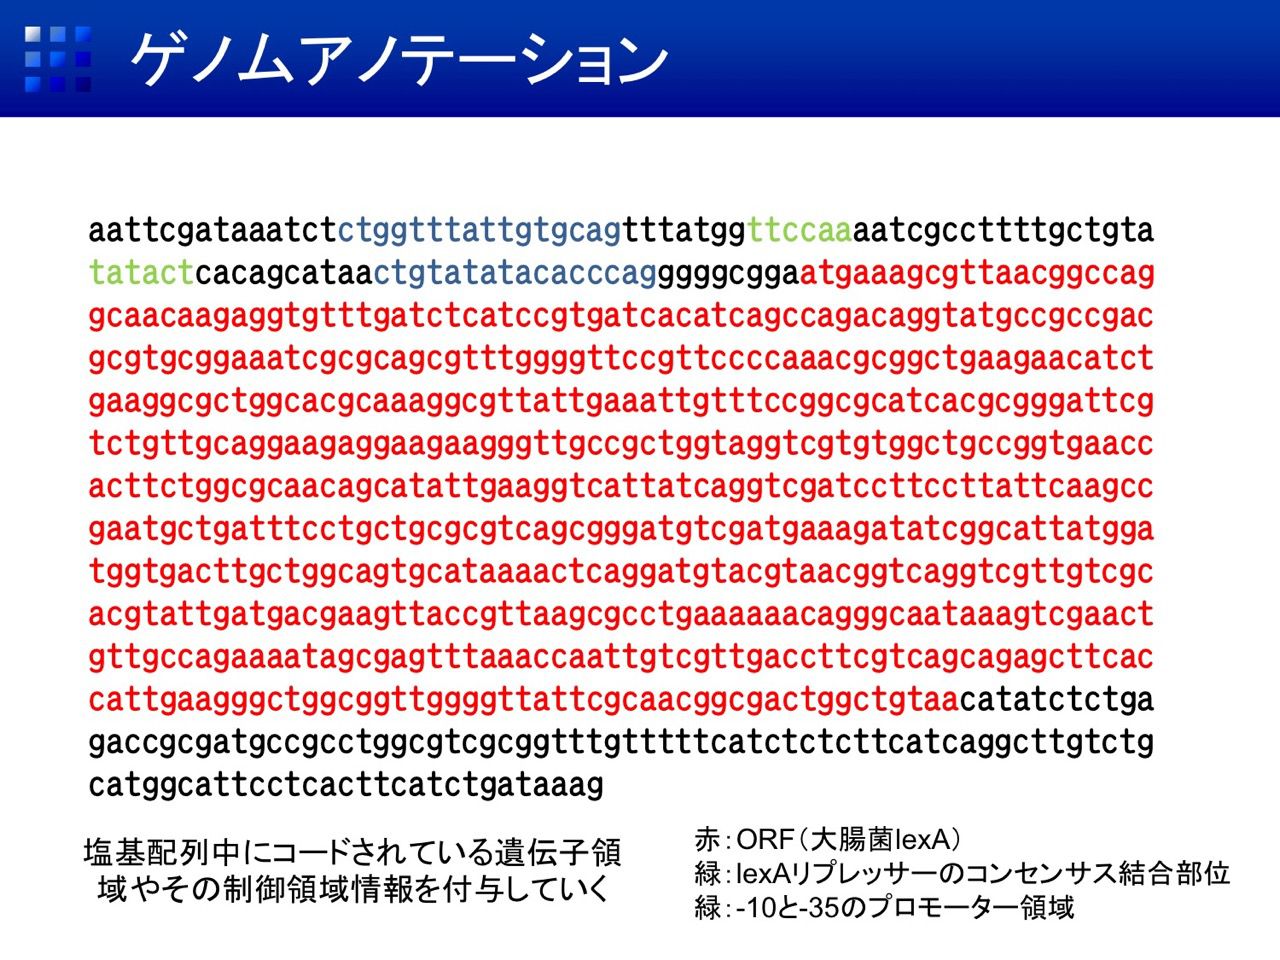 ゲノムアノテーション
aattcgataaatctctggtttattgtgcagtttatggttccaaaatcgccttttgctgta
tatactcacagcataactgtatatacacccagggggcggaatgaaagcgttaacggccag
gcaacaagaggtgtttgatctcatccgtgatcacatcagccagacaggtatgccgccgac
gcgtgcggaaatcgcgcagcgtttggggttccgttccccaaacgcggctgaagaacatct
gaaggcgctggcacgcaaaggcgttattgaaattgtttccggcgcatcacgcgggattcg
tctgttgcaggaagaggaagaagggttgccgctggtaggtcgtgtggctgccggtgaacc
acttctggcgcaacagcatattgaaggtcattatcaggtcgatccttccttattcaagcc
gaatgctgatttcctgctgcgcgtcagcgggatgtcgatgaaagatatcggcattatgga
tggtgacttgctggcagtgcataaaactcaggatgtacgtaacggtcaggtcgttgtcgc
acgtattgatgacgaagttaccgttaagcgcctgaaaaaacagggcaataaagtcgaact
gttgccagaaaatagcgagtttaaaccaattgtcgttgaccttcgtcagcagagcttcac
cattgaagggctggcggttggggttattcgcaacggcgactggctgtaacatatctctga
gaccgcgatgccgcctggcgtcgcggtttgtttttcatctctcttcatcaggcttgtctg
catggcattcctcacttcatctgataaag
塩基配列中にコードされている遺伝子領
域やその制御領域情報を付与していく
赤：ORF（大腸菌lexA）
緑：lexAリプレッサーのコンセンサス結合部位
緑：-10と-35のプロモーター領域